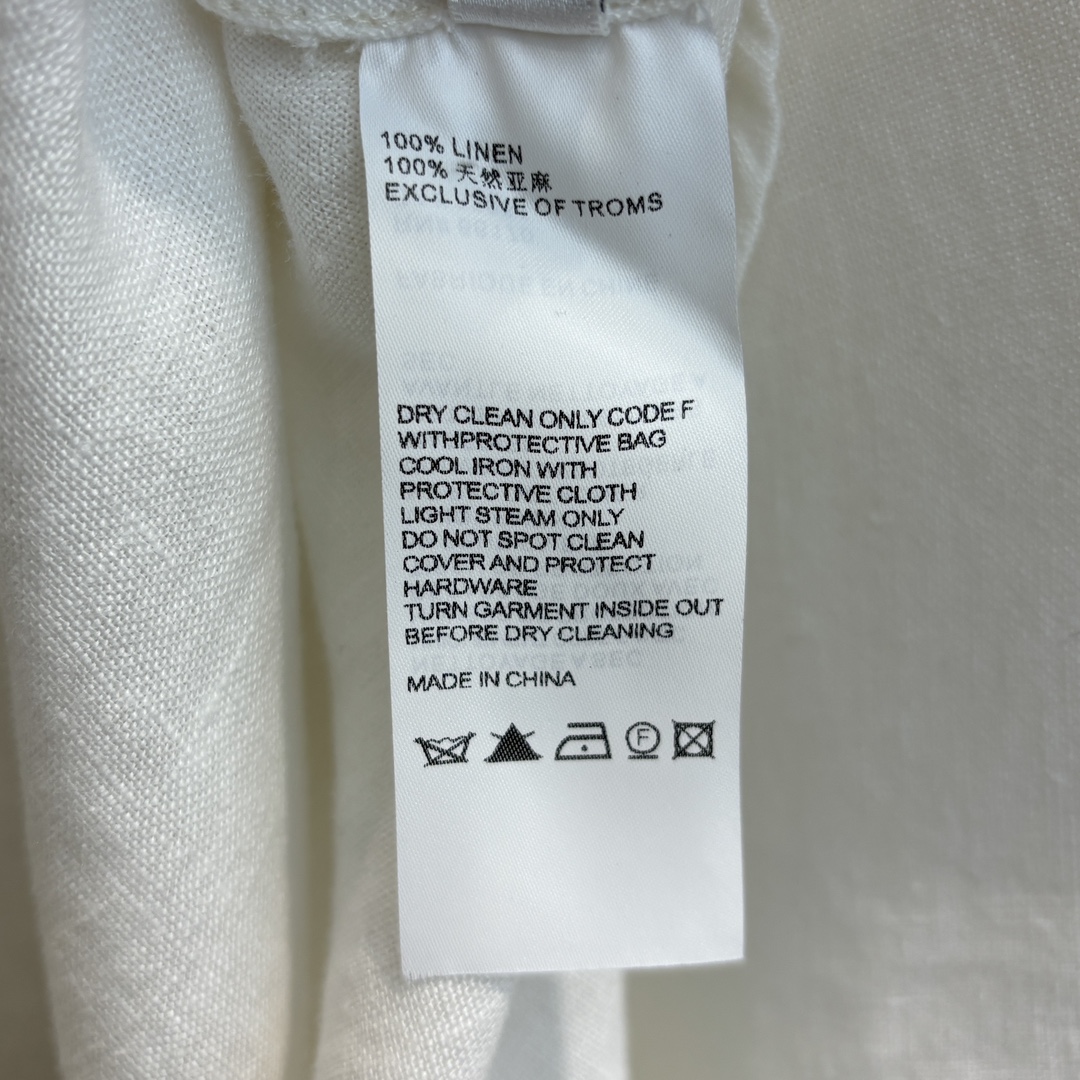 100% LINEN
100% 天然亚麻
EXCLUSIVE OF TROMS
DRY CLEAN ONLY CODE F
WITHPROTECTIVE BAG
COOL IRON WITH
PROTECTIVE CLOTH
LIGHT STEAM ONLY
DO NOT SPOT CLEAN
COVER AND PROTECT
HARDWARE
TURN GARMENT INSIDE OUT
BEFORE DRY CLEANING
MADE IN CHINA
F